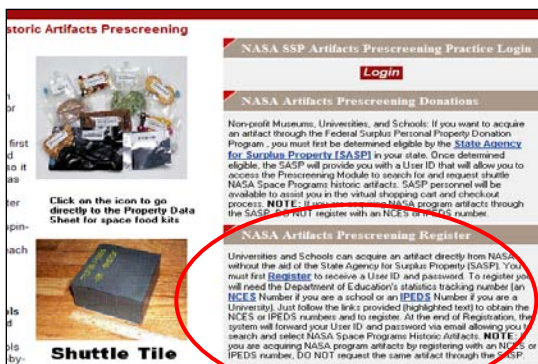 storic Artifacts Prescreening
NASA SSP Artifacts Prescreening Practice Login
Login
NASA Artifacts Prescreening Donations
Non-profit Museums, Universities, and Schools: If you want to acquire
an artifact through the Federal Surplus Personal Property Donation
Program , you must first be determined eligible by the State Agency
for Surplus Property [SASP] in your state. Once determined
eligible, the SASP will provide you with a User ID that will allow you to
access the Prescreening Module to search for and request shuttle
NASA Space Programs historic artifacts. SASP personnel will be
available to assist you in the virtual shopping cart and checkout
process. NOTE: If you are acquiring NASA program artifacts through
the SASP, DO NOT register with an NCES or IPEDS number.
NASA Artifacts Prescreening Register
Universities and Schools can acquire an artifact directly from NASA
without the aid of the State Agency for Surplus Property (SASP). You
must first Register to receive a User ID and password. To register you
will need the Department of Education's statistics tracking number (an
NCES Number if you are a school or an IPEDS Number if you are a
University). Just follow the links provided (highlighted text) to obtain the
NCES or IPEDS numbers and to register. At the end of Registration, the
system will forward your User ID and password via email allowing you to
search and select NASA Space Programs Historic Artifacts. NOTE: If
you are acquiring NASA program artifacts by registering with an NCES or
IPEDS number, DO NOT request the same artifact through the SASP.
Click on the icon to go
directly to the Property Data
Sheet for space food kits
Shuttle Tile
or
first
d
so it
as
ter
spin-
each
ols
d
by-